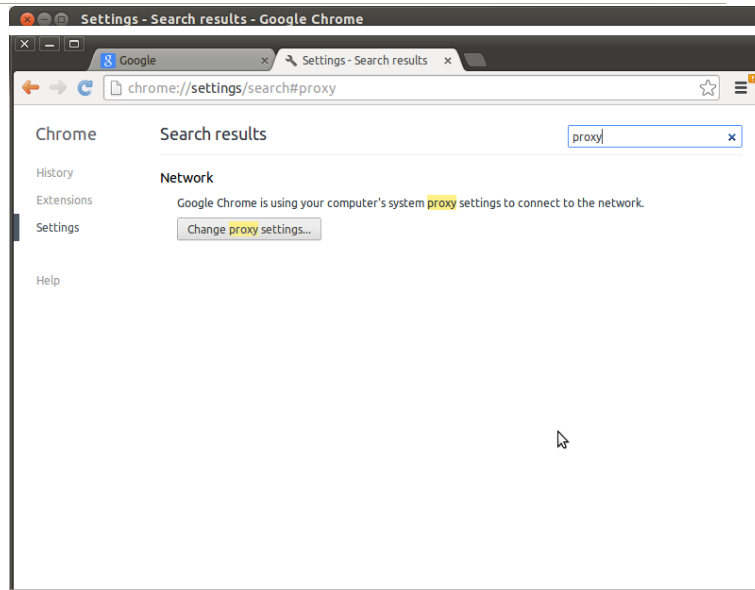 Settings - Search results - Google Chrome
8 Google
Settings - Search results
chrome://settings/search#proxy
Chrome
Search results
proxy
History
Network
Extensions
Google Chrome is using your computer's system proxy settings to connect to the network.
Settings
Change proxy settings...
Help